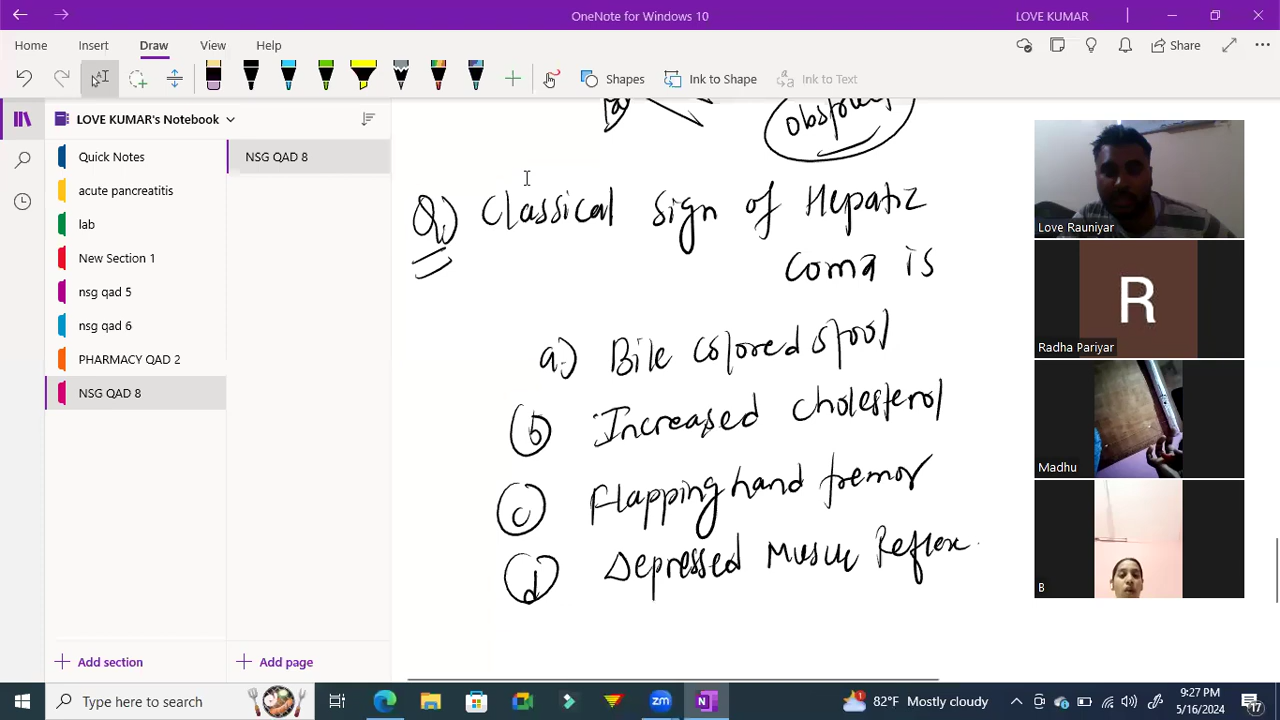 OneNote for Windows 10
LOVE KUMAR
Home Insert Draw View Help
Share
Shapes
Ink to Shape
Ink to Text
LOVE KUMAR's Notebook
Quick Notes
acute pancreatitis
lab
New Section 1
nsg qad 5
nsg qad 6
PHARMACY QAD 2
NSG QAD 8
Add section
NSG QAD 8
Add page
Q) Classical sign of Hepatic
coma is
a) Bile colored stool
b Increased cholesterol
c Flapping hand tremor
d Depressed Muscle Reflex
Love Rauniyar
R
Radha Pariyar
Madhu
B
Type here to search
82°F Mostly cloudy
9:27 PM
5/16/2024
17